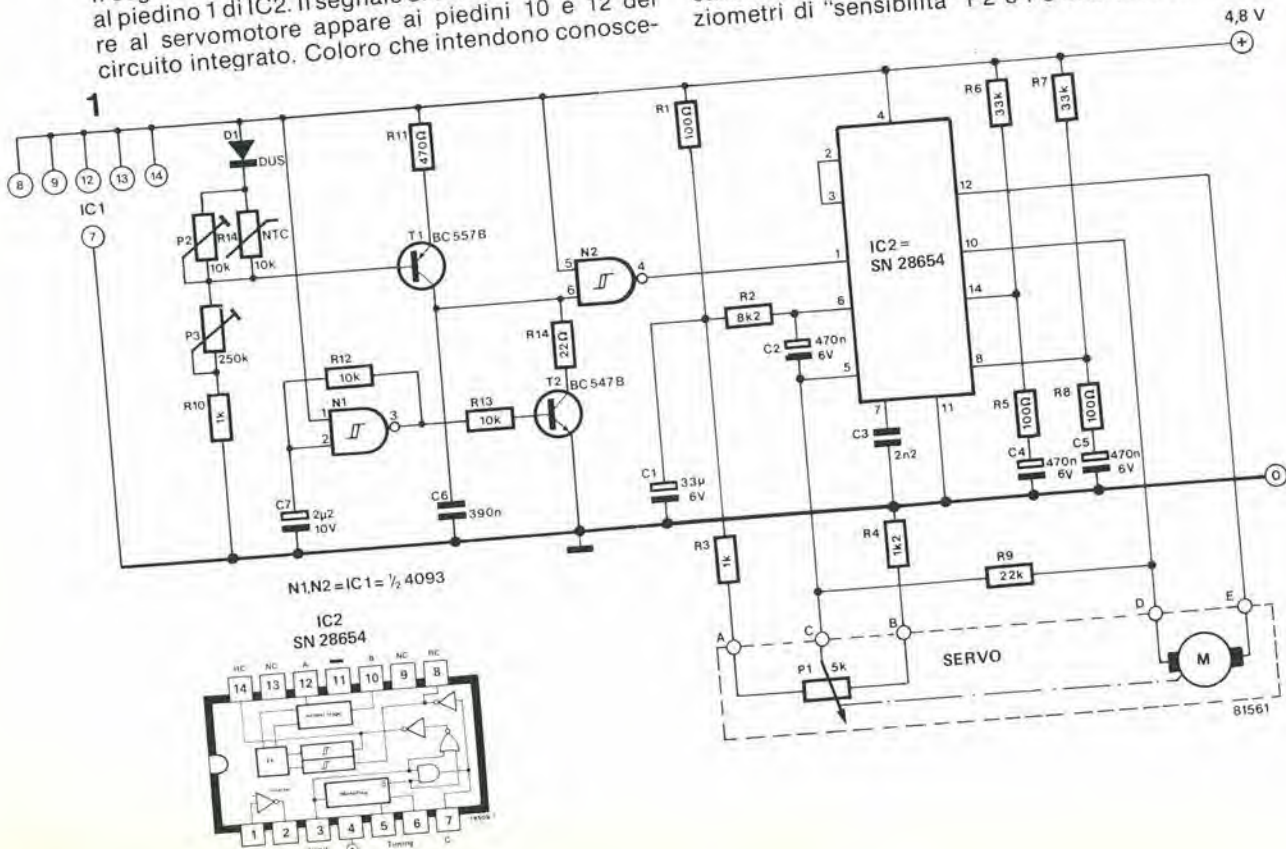 al piedino 1 di IC2. Il segnale
re al servomotore appare ai piedini 10 e 12 del
circuito integrato. Coloro che intendono conosce-
ziometri di "sensibilità" P2 e P3
4,8 V
+
1
R6
33k
R7
33k
R1
100Ω
R11
470Ω
D1
DUS
4
2
3
12
8
9
12
13
14
IC1
7
P2
10k
R14
NTC
10k
T1
BC557B
N2
5
6
4
1
IC2=
SN 28654
10
14
R2
8k2
6
P3
250k
R14
22Ω
C2
470n
6V
5
8
R12
10k
T2
BC547B
R10
1k
N1
1
2
3
R13
10k
7
11
R5
100Ω
R8
100Ω
C3
2n2
C1
33µ
6V
C4
470n
6V
C5
470n
6V
0
C7
2µ2
10V
C6
390n
R3
1k
R4
1k2
R9
22k
N1,N2=IC1=½ 4093
A
C
B
D
E
IC2
SN 28654
P1
5k
SERVO
M
81561
RC
NC
A
B
NC
RC
14
13
12
11
10
9
8
1
2
3
4
5
6
7
Timing
C